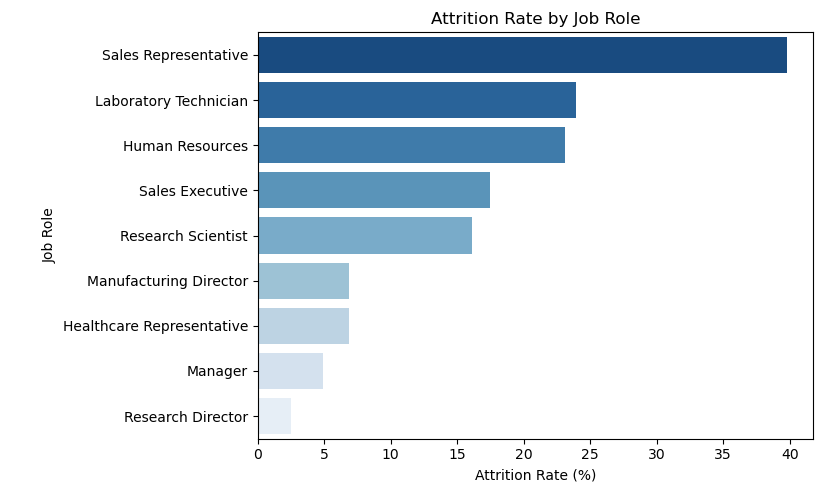 Attrition Rate by Job Role
Sales Representative
Laboratory Technician
Human Resources
Sales Executive
Research Scientist
Manufacturing Director
Healthcare Representative
Manager
Research Director
Job Role
0 5 10 15 20 25 30 35 40
Attrition Rate (%)